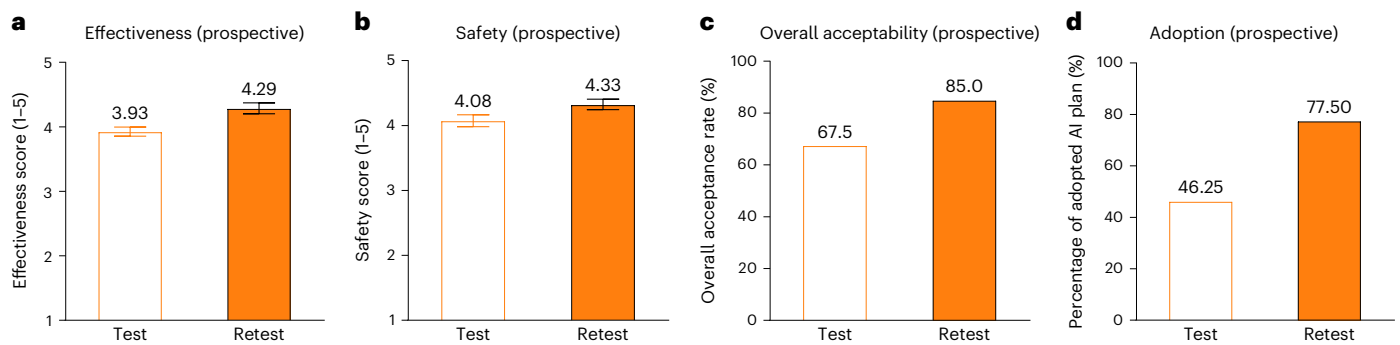 a
Effectiveness (prospective)
Effectiveness score (1–5)
5
4
3
2
1
3.93
4.29
Test
Retest
b
Safety (prospective)
Safety score (1–5)
5
4
3
2
1
4.08
4.33
Test
Retest
c
Overall acceptability (prospective)
Overall acceptance rate (%)
100
80
60
40
20
0
67.5
85.0
Test
Retest
d
Adoption (prospective)
Percentage of adopted AI plan (%)
100
80
60
40
20
0
46.25
77.50
Test
Retest